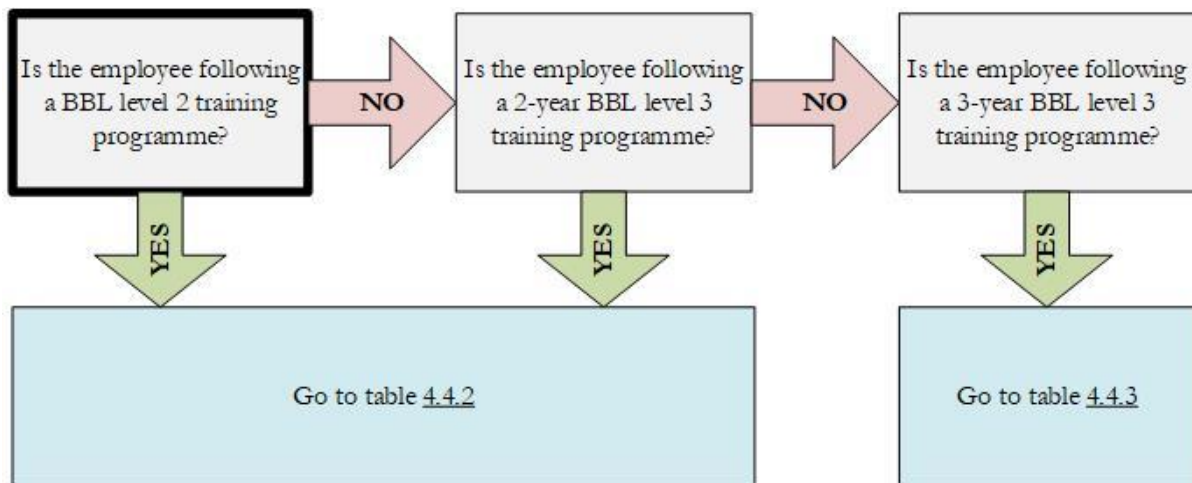 Is the employee following
a BBL level 2 training
programme?
NO
Is the employee following
a 2-year BBL level 3
training programme?
NO
Is the employee following
a 3-year BBL level 3
training programme?
YES
YES
YES
Go to table 4.4.2
Go to table 4.4.3